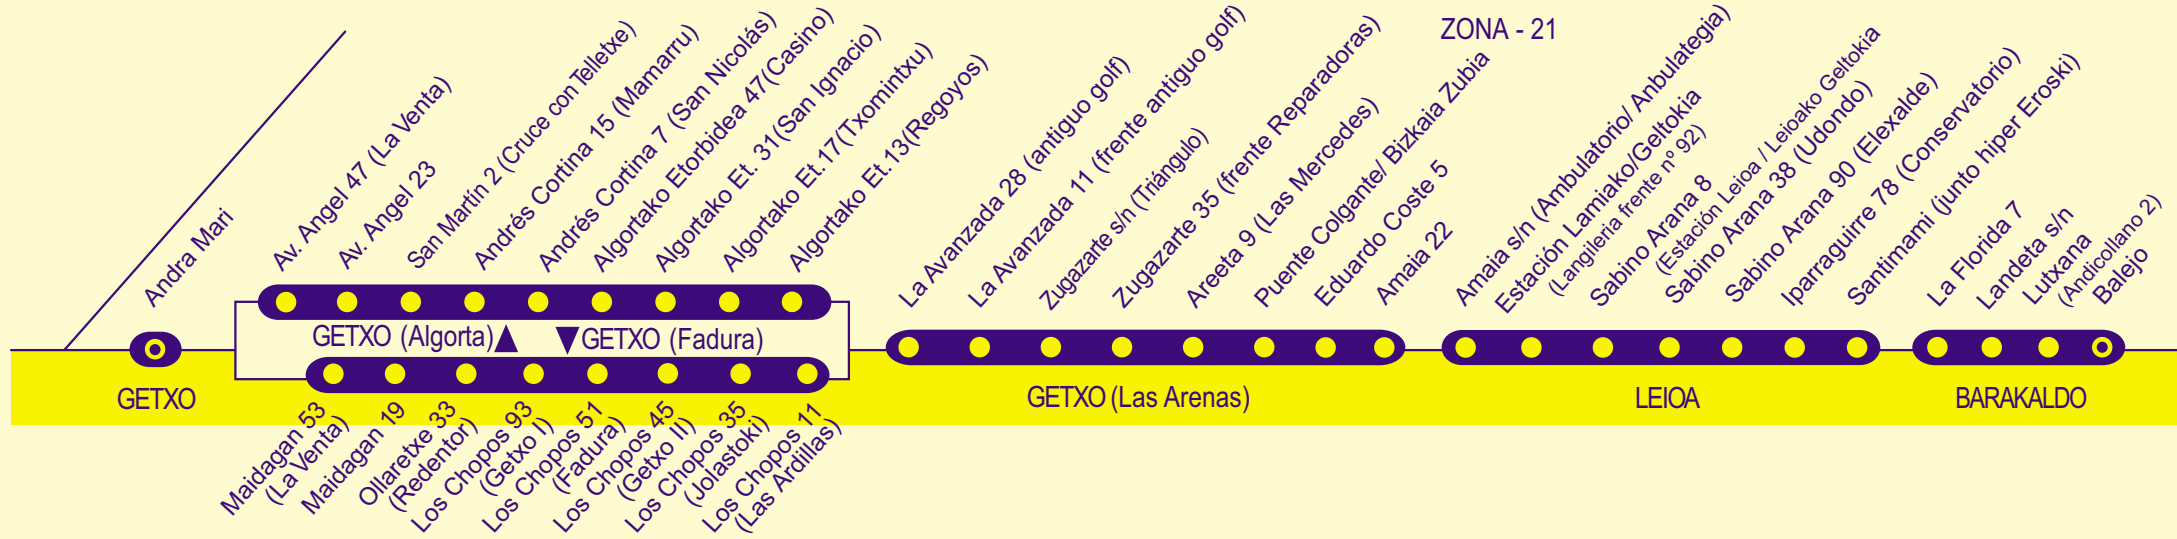 ZONA - 21
Andra Mari
Av. Angel 47 (La Venta)
Av. Angel 23
San Martín 2 (Cruce con Telletxe)
Andrés Cortina 15 (Mamarru)
Andrés Cortina 7 (San Nicolás)
Algortako Etorbidea 47(Casino)
Algortako Et. 31(San Ignacio)
Algortako Et.17(Txomintxu)
Algortako Et.13(Regoyos)
La Avanzada 28 (antiguo golf)
La Avanzada 11 (frente antiguo golf)
Zugazarte s/n (Triángulo)
Zugazarte 35 (frente Reparadoras)
Areeta 9 (Las Mercedes)
Puente Colgante/ Bizkaia Zubia
Eduardo Coste 5
Amaia 22
Amaia s/n (Ambulatorio/ Anbulategia)
Estación Lamiako/Geltokia
(Langileria frente nº 92)
Sabino Arana 8
(Estación Leioa / Leioako Geltokia
Sabino Arana 38 (Udondo)
Sabino Arana 90 (Elexalde)
Iparraguirre 78 (Conservatorio)
Santimami (junto hiper Eroski)
La Florida 7
Landeta s/n
Lutxana
(Andicollano 2)
Balejo
GETXO (Algorta)
GETXO (Fadura)
GETXO
GETXO (Las Arenas)
LEIOA
BARAKALDO
Maidagan 53
(La Venta)
Maidagan 19
Ollaretxe 33
(Redentor)
Los Chopos 93
(Getxo I)
Los Chopos 51
(Fadura)
Los Chopos 45
(Getxo II)
Los Chopos 35
(Jolastoki)
Los Chopos 11
(Las Ardillas)